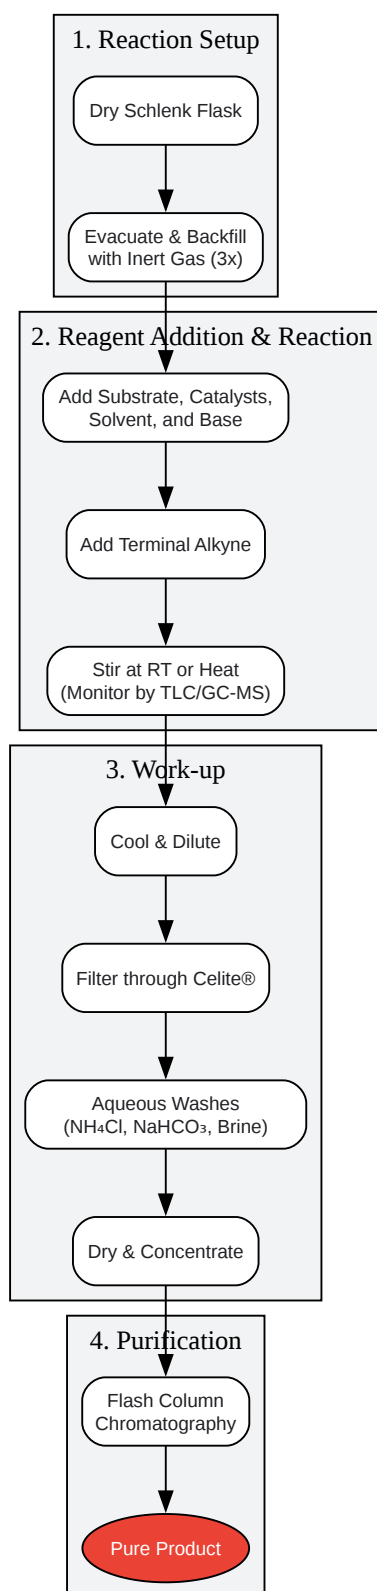 1. Reaction Setup
Dry Schlenk Flask
Evacuate & Backfill
with Inert Gas (3x)
2. Reagent Addition & Reaction
Add Substrate, Catalysts,
Solvent, and Base
Add Terminal Alkyne
Stir at RT or Heat
(Monitor by TLC/GC-MS)
3. Work-up
Cool & Dilute
Filter through Celite®
Aqueous Washes
(NH₄Cl, NaHCO₃, Brine)
Dry & Concentrate
4. Purification
Flash Column
Chromatography
Pure Product